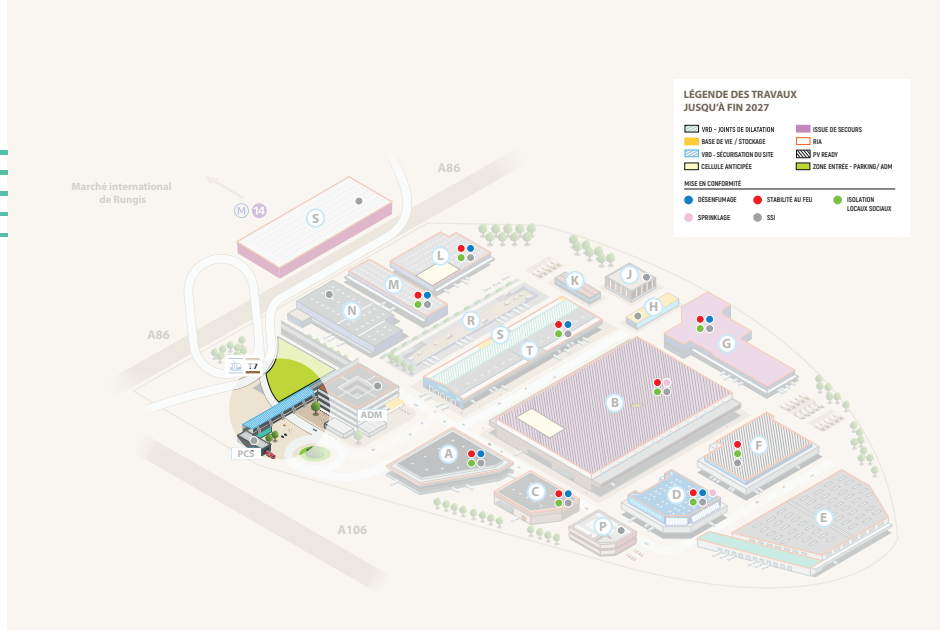 LÉGENDE DES TRAVAUX
JUSQU'À FIN 2027
VRD – JOINTS DE DILATATION
BASE DE VIE / STOCKAGE
VRD - SÉCURISATION DU SITE
CELLULE ANTICIPÉE
ISSUE DE SECOURS
RIA
PV READY
ZONE ENTRÉE – PARKING/ ADM
MISE EN CONFORMITÉ
DÉSENFUMAGE
STABILITÉ AU FEU
ISOLATION
LOCAUX SOCIAUX
SPRINKLAGE
SSI
A86
Marché international
de Rungis
M 14
S
L
M
N
K
J
H
R
S
T
G
A86
T7
B
ADM
PCS
A
F
C
D
E
P
A106